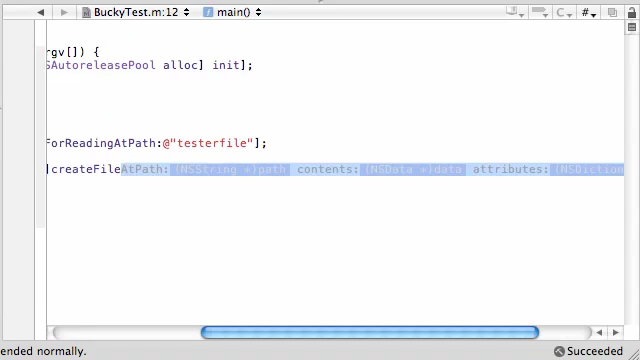 BuckyTest.m:12 main() C #
rgv[]) {
SAutoreleasePool alloc] init];
ForReadingAtPath:@"testerfile"];
createFileAtPath:(NSString *)path contents:(NSData *)data attributes:(NSDiction
ended normally. Succeeded